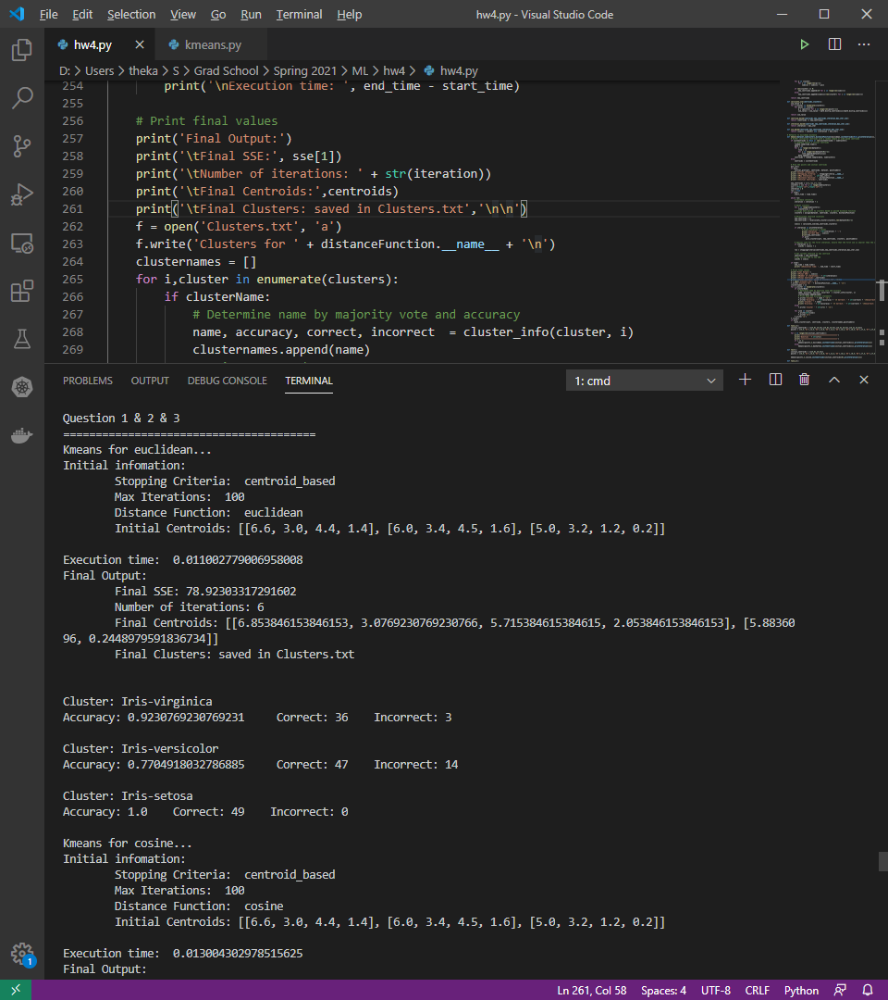 File Edit Selection View Go Run Terminal Help hw4.py - Visual Studio Code
hw4.py kmeans.py
D: > Users > theka > S > Grad School > Spring 2021 > ML > hw4 > hw4.py
254 print('\nExecution time: ', end_time - start_time)
255
256 # Print final values
257 print('Final Output:')
258 print('\tFinal SSE:', sse[1])
259 print('\tNumber of iterations: ' + str(iteration))
260 print('\tFinal Centroids:',centroids)
261 print('\tFinal Clusters: saved in Clusters.txt','\n\n')
262 f = open('Clusters.txt', 'a')
263 f.write('Clusters for ' + distanceFunction.__name__ + '\n')
264 clusternames = []
265 for i,cluster in enumerate(clusters):
266 if clusterName:
267 # Determine name by majority vote and accuracy
268 name, accuracy, correct, incorrect  = cluster_info(cluster, i)
269 clusternames.append(name)
PROBLEMS OUTPUT DEBUG CONSOLE TERMINAL 1: cmd
Question 1 & 2 & 3
=======================================
Kmeans for euclidean...
Initial infomation:
Stopping Criteria:  centroid_based
Max Iterations:  100
Distance Function:  euclidean
Initial Centroids: [[6.6, 3.0, 4.4, 1.4], [6.0, 3.4, 4.5, 1.6], [5.0, 3.2, 1.2, 0.2]]
Execution time:  0.011002779006958008
Final Output:
Final SSE: 78.92303317291602
Number of iterations: 6
Final Centroids: [[6.853846153846153, 3.0769230769230766, 5.715384615384615, 2.053846153846153], [5.88360
96, 0.2448979591836734]]
Final Clusters: saved in Clusters.txt
Cluster: Iris-virginica
Accuracy: 0.9230769230769231 Correct: 36 Incorrect: 3
Cluster: Iris-versicolor
Accuracy: 0.7704918032786885 Correct: 47 Incorrect: 14
Cluster: Iris-setosa
Accuracy: 1.0 Correct: 49 Incorrect: 0
Kmeans for cosine...
Initial infomation:
Stopping Criteria:  centroid_based
Max Iterations:  100
Distance Function:  cosine
Initial Centroids: [[6.6, 3.0, 4.4, 1.4], [6.0, 3.4, 4.5, 1.6], [5.0, 3.2, 1.2, 0.2]]
Execution time:  0.013004302978515625
Final Output:
1
Ln 261, Col 58 Spaces: 4 UTF-8 CRLF Python